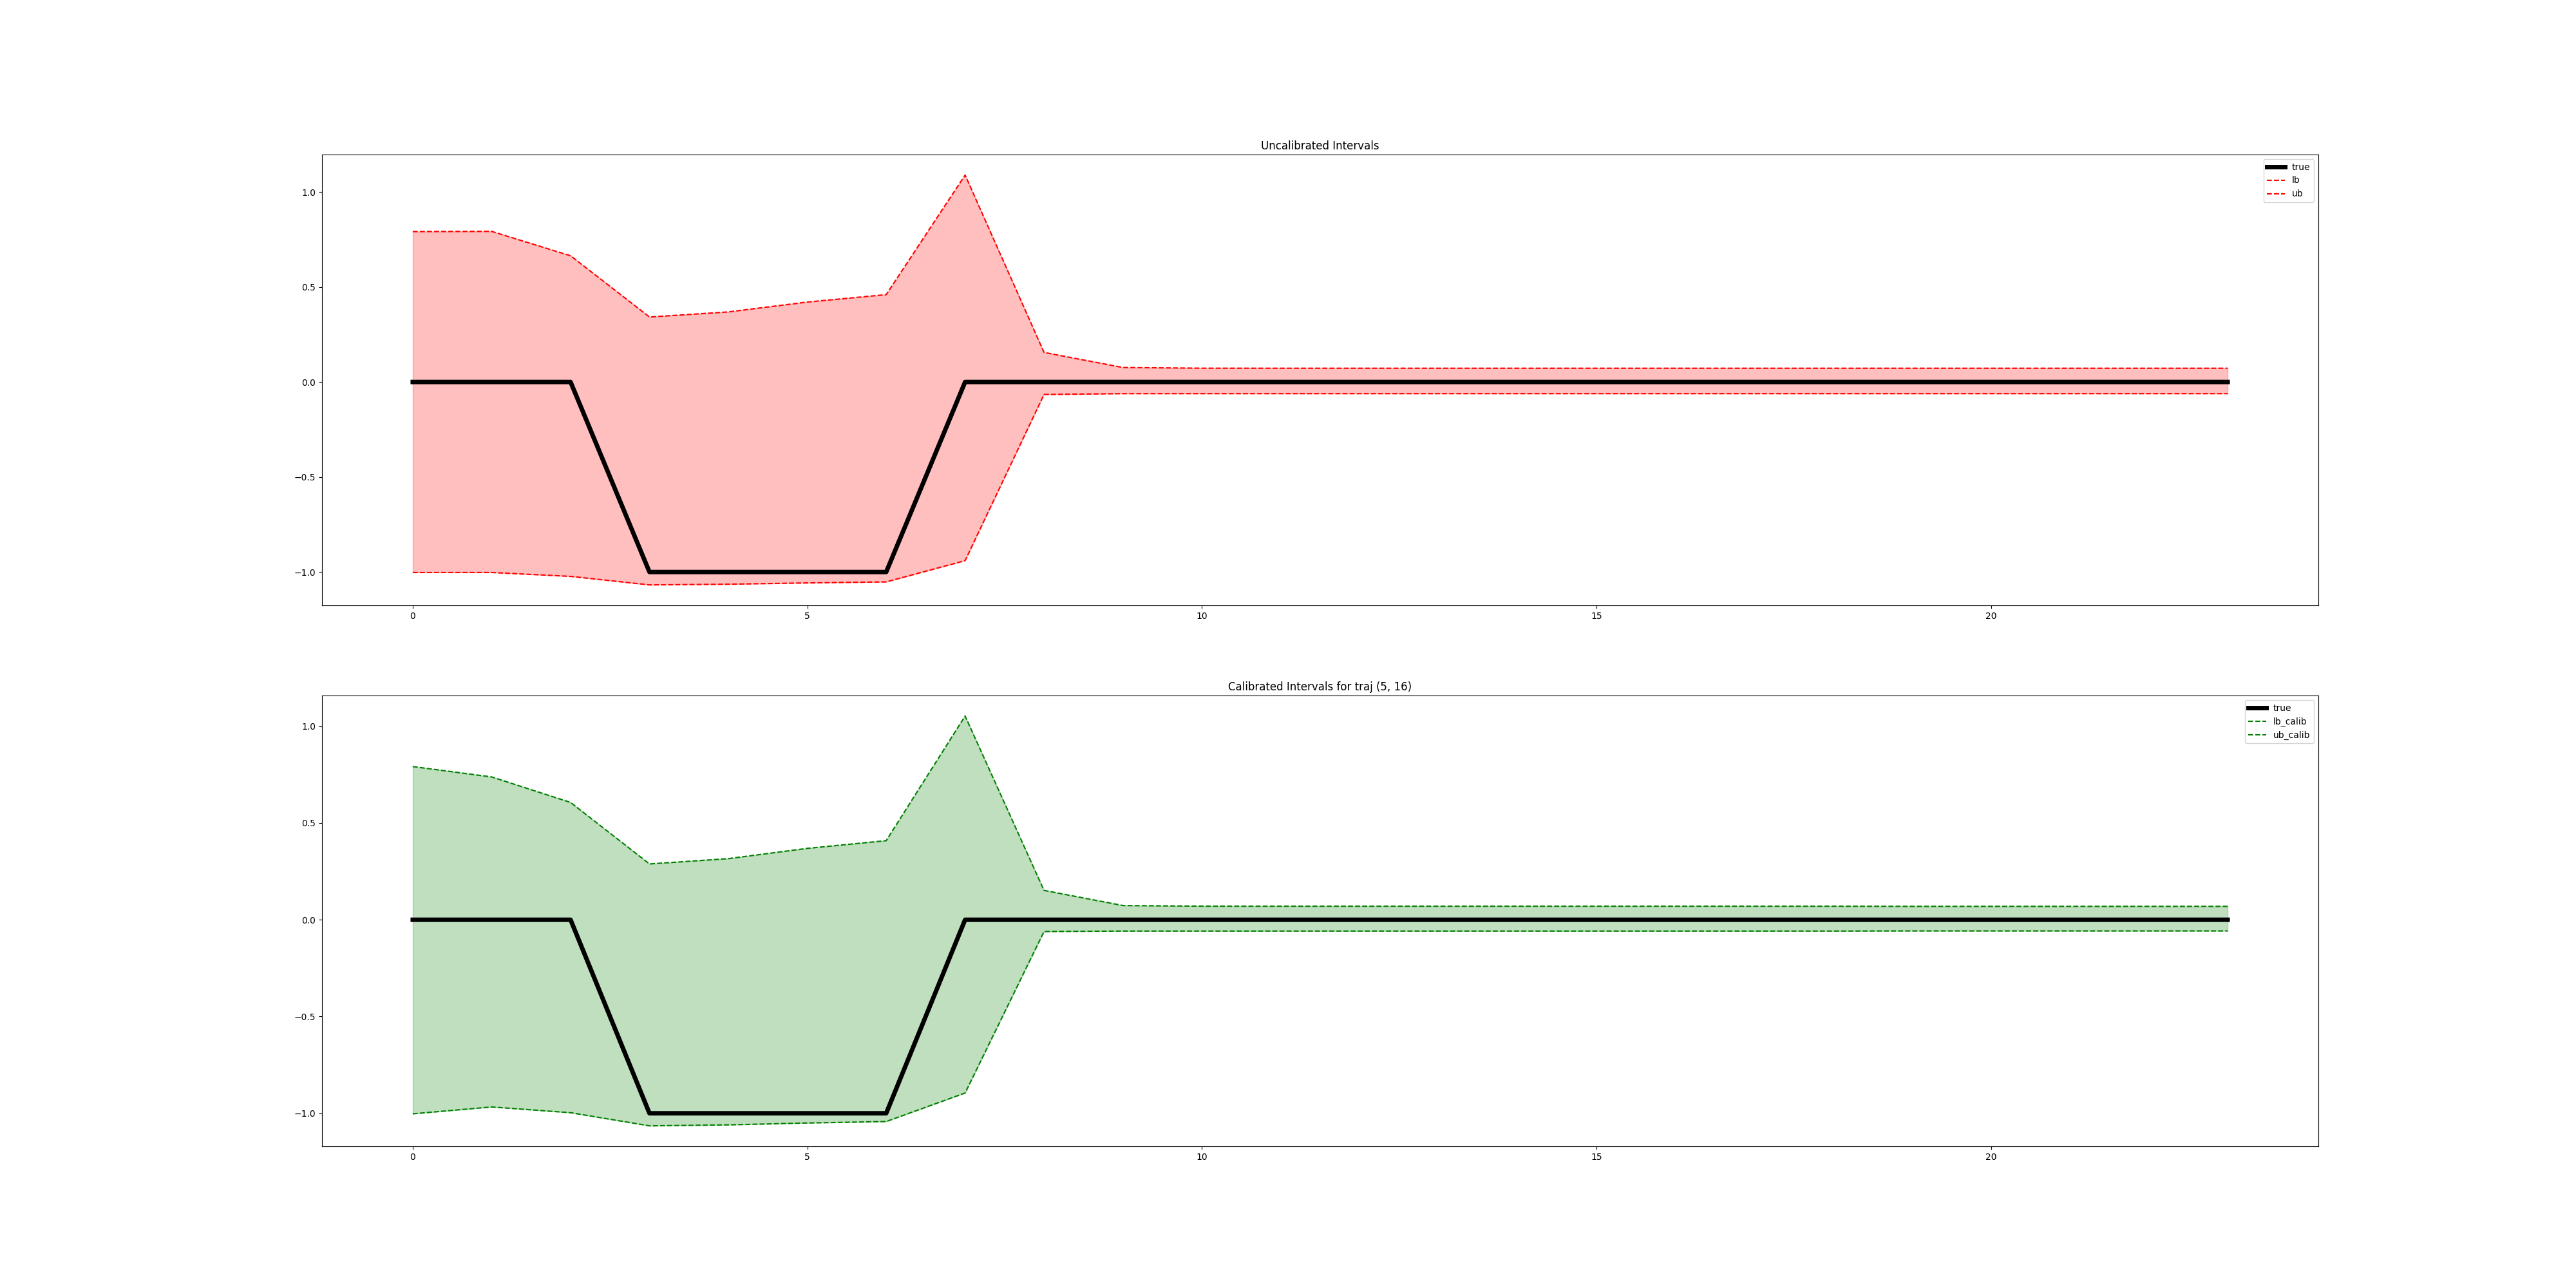 Uncalibrated Intervals
true
lb
ub
1.0
0.5
0.0
−0.5
−1.0
0 5 10 15 20
Calibrated Intervals for traj (5, 16)
true
lb_calib
ub_calib
1.0
0.5
0.0
−0.5
−1.0
0 5 10 15 20